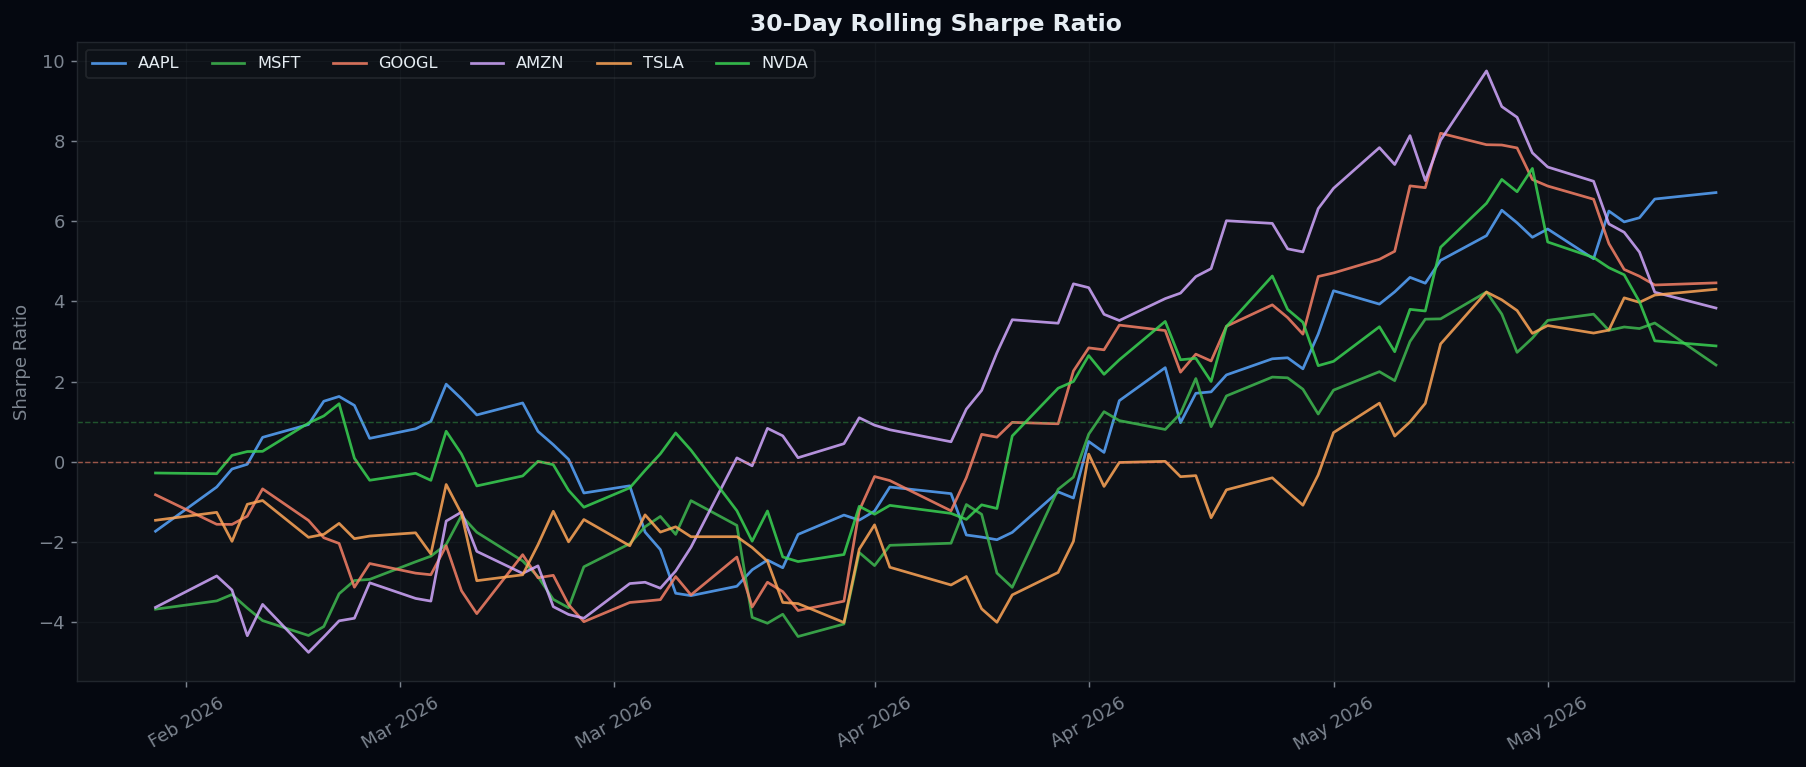 30-Day Rolling Sharpe Ratio
AAPL MSFT GOOGL AMZN TSLA NVDA
Sharpe Ratio
10
8
6
4
2
0
−2
−4
Feb 2026 Mar 2026 Mar 2026 Apr 2026 Apr 2026 May 2026 May 2026